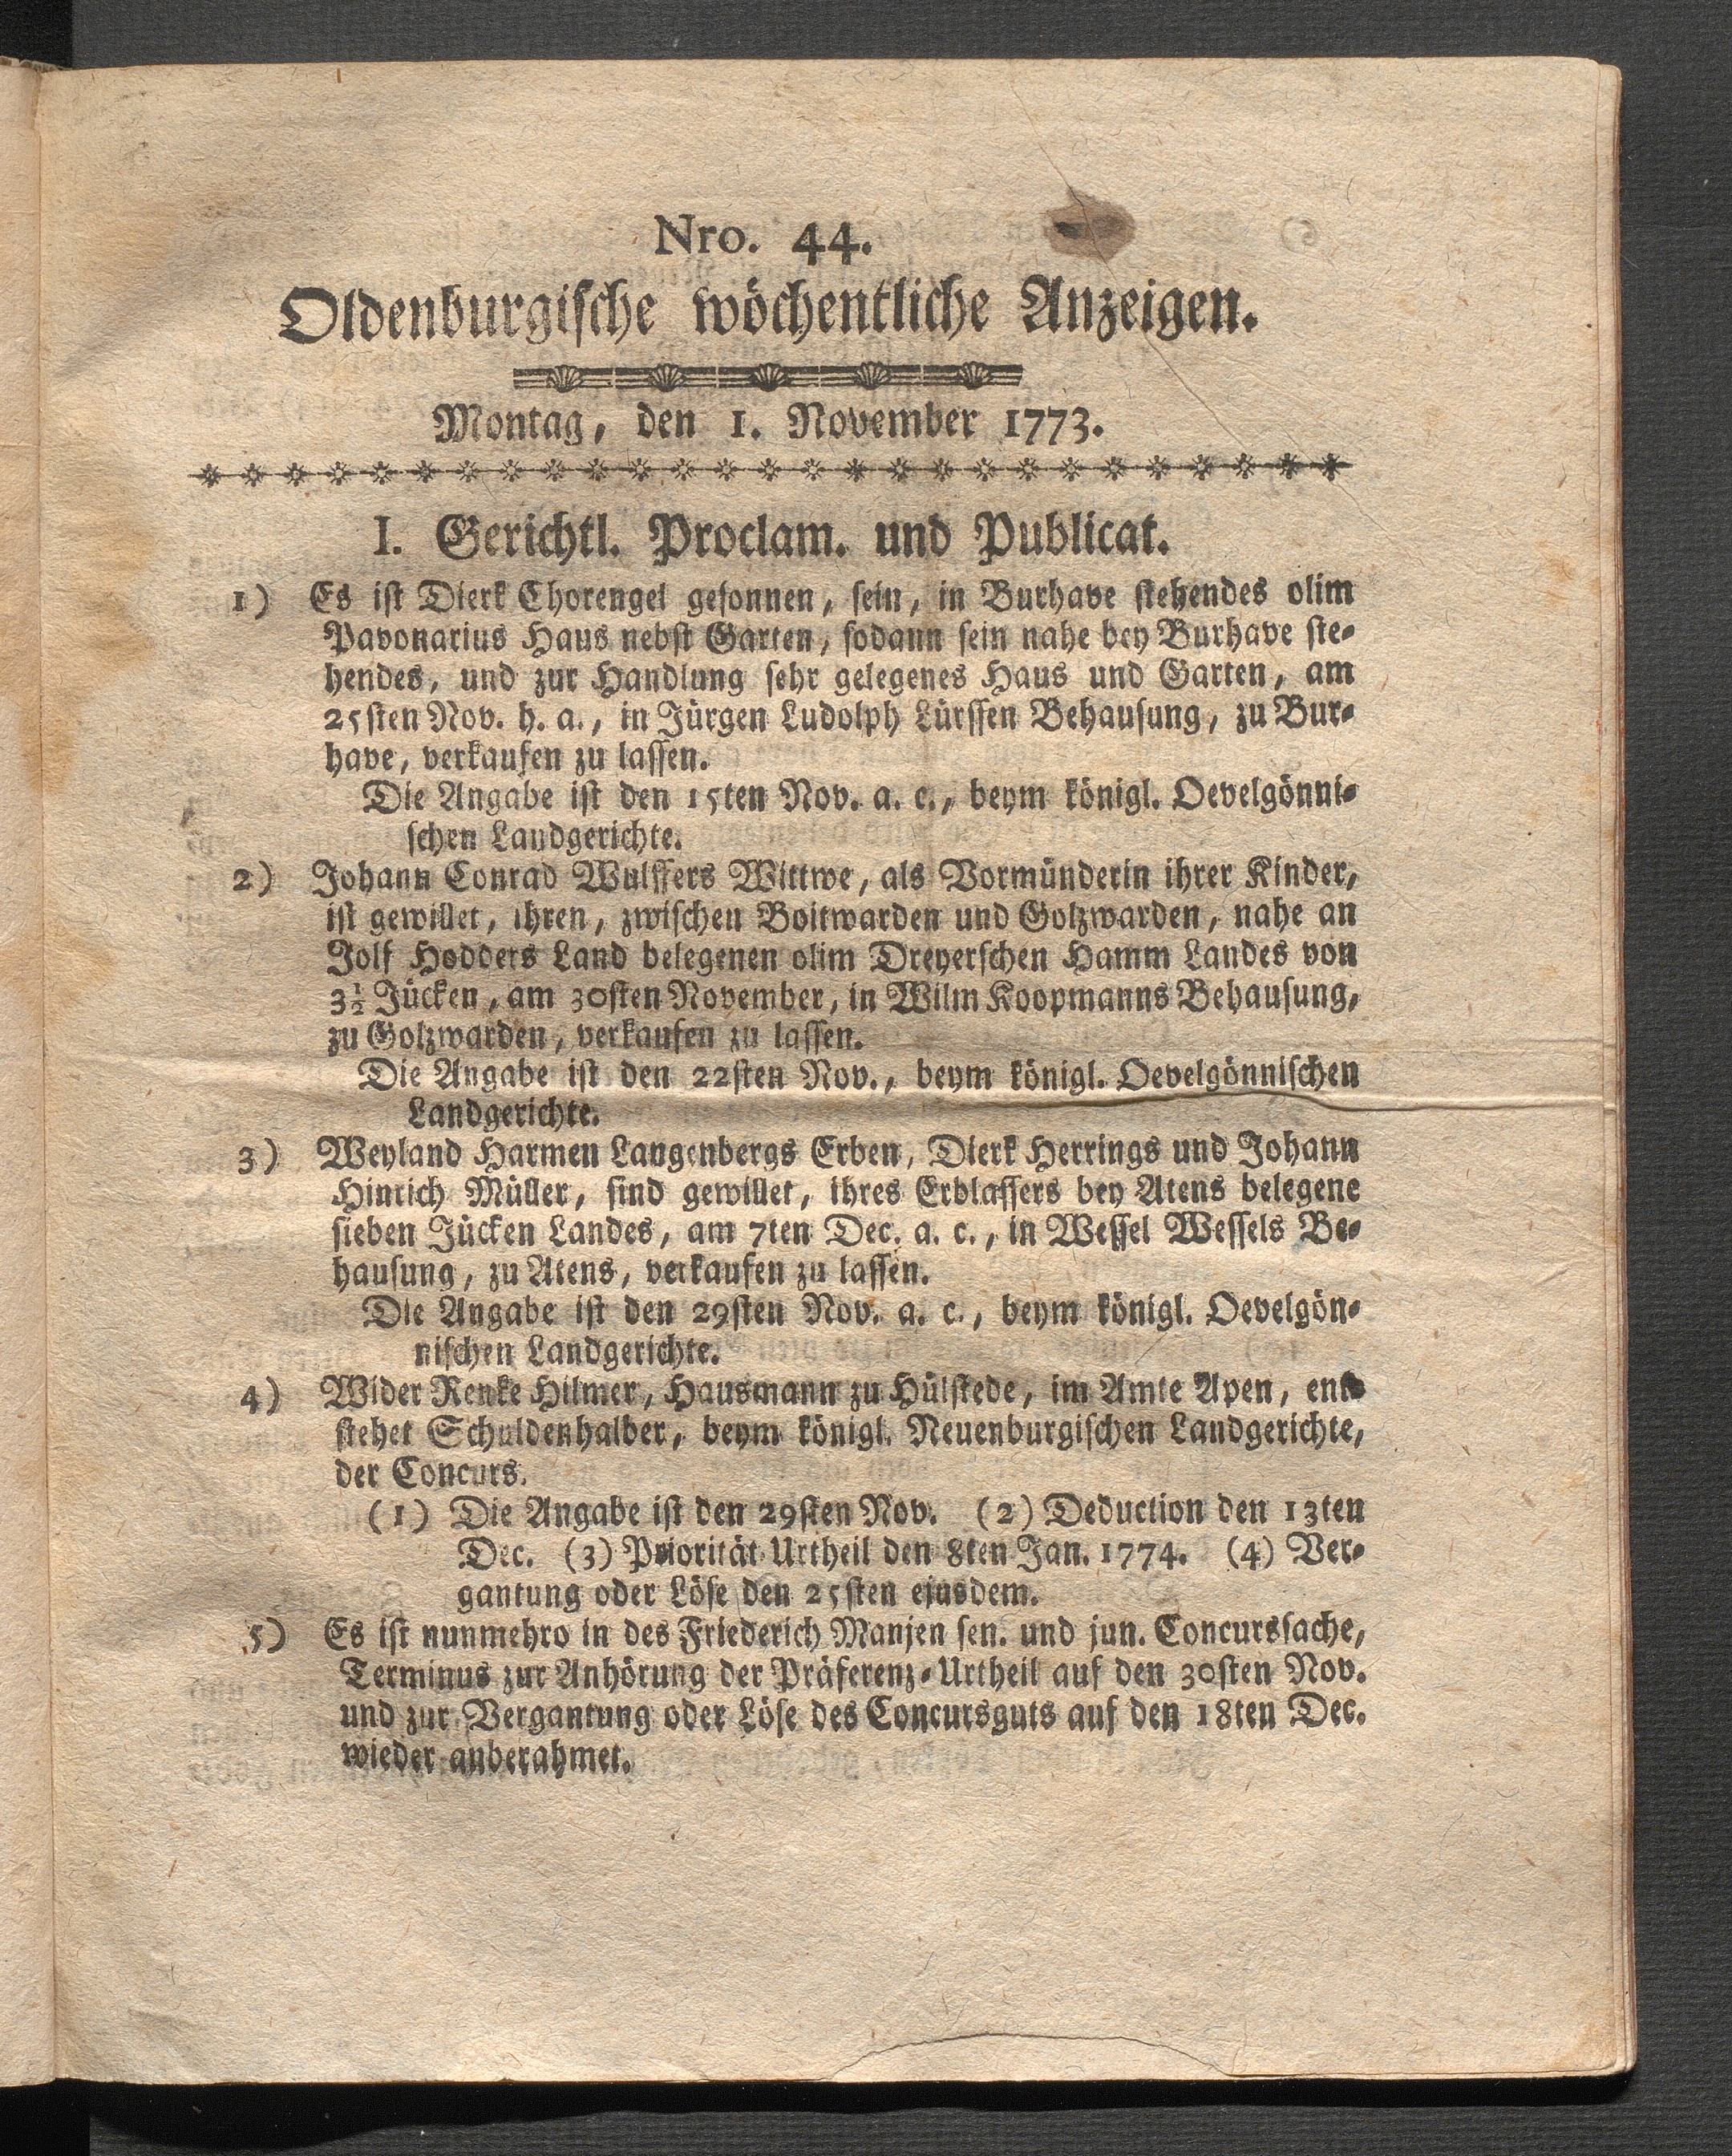 Nro. 44.
Oldenburgische wöchentliche Anzeigen.
Montag, den 1. November 1773.
I. Gerichtl. Proclam. und Publicat.
1) Es ist Dierk Chorengel gesonnen, sein, in Burhave stehendes olim
Pavonarius Haus nebst Garten, sodann sein nahe bey Burhave ste-
hendes, und zur Handlung sehr gelegenes Haus und Garten, am
25sten Nov. h. a., in Jürgen Ludolph Lürssen Behausung, zu Bur-
have, verkaufen zu lassen.
Die Angabe ist den 15ten Nov. a. c., beym königl. Oevelgönni-
schen Landgerichte.
2) Johann Conrad Wulffers Wittwe, als Vormünderin ihrer Kinder,
ist gewillet, ihren, zwischen Boitwarden und Golzwarden, nahe an
Jolf Hodders Land belegenen olim Dreyerschen Hamm Landes von
3½ Jücken, am 30sten November, in Wilm Koopmanns Behausung,
zu Golzwarden, verkaufen zu lassen.
Die Angabe ist den 22sten Nov., beym königl. Oevelgönnischen
Landgerichte.
3) Weyland Harmen Langenbergs Erben, Dierk Herrings und Johann
Hinrich Müller, sind gewillet, ihres Erblassers bey Atens belegene
sieben Jücken Landes, am 7ten Dec. a. c., in Wessel Wessels Be-
hausung, zu Atens, verkaufen zu lassen.
Die Angabe ist den 29sten Nov. a. c., beym königl. Oevelgön-
nischen Landgerichte.
4) Wider Renke Hilmer, Hausmann zu Hülstede, im Amte Apen, ent-
stehet Schuldenhalber, beym königl. Neuenburgischen Landgerichte,
der Concurs.
(1) Die Angabe ist den 29sten Nov. (2) Deduction den 13ten
Dec. (3) Priorität-Urtheil den 8ten Jan. 1774. (4) Ver-
gantung oder Löse den 25sten ejusdem.
5) Es ist nunmehro in des Friederich Manjen sen. und jun. Concurssache,
Terminus zur Anhörung der Präferenz-Urtheil auf den 30sten Nov.
und zur Vergantung oder Löse des Concursguts auf den 18ten Dec.
wieder anberahmet.